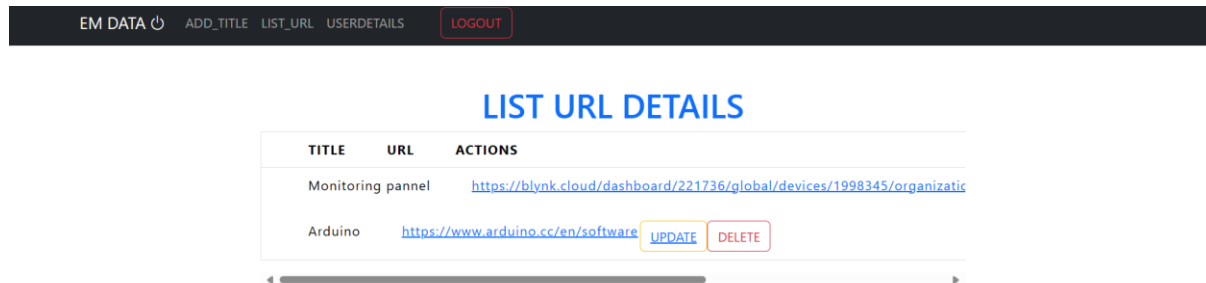 EM DATA ADD_TITLE LIST_URL USERDETAILS LOGOUT
LIST URL DETAILS
TITLE URL ACTIONS
Monitoring pannel https://blynk.cloud/dashboard/221736/global/devices/1998345/organizatio
Arduino https://www.arduino.cc/en/software UPDATE DELETE